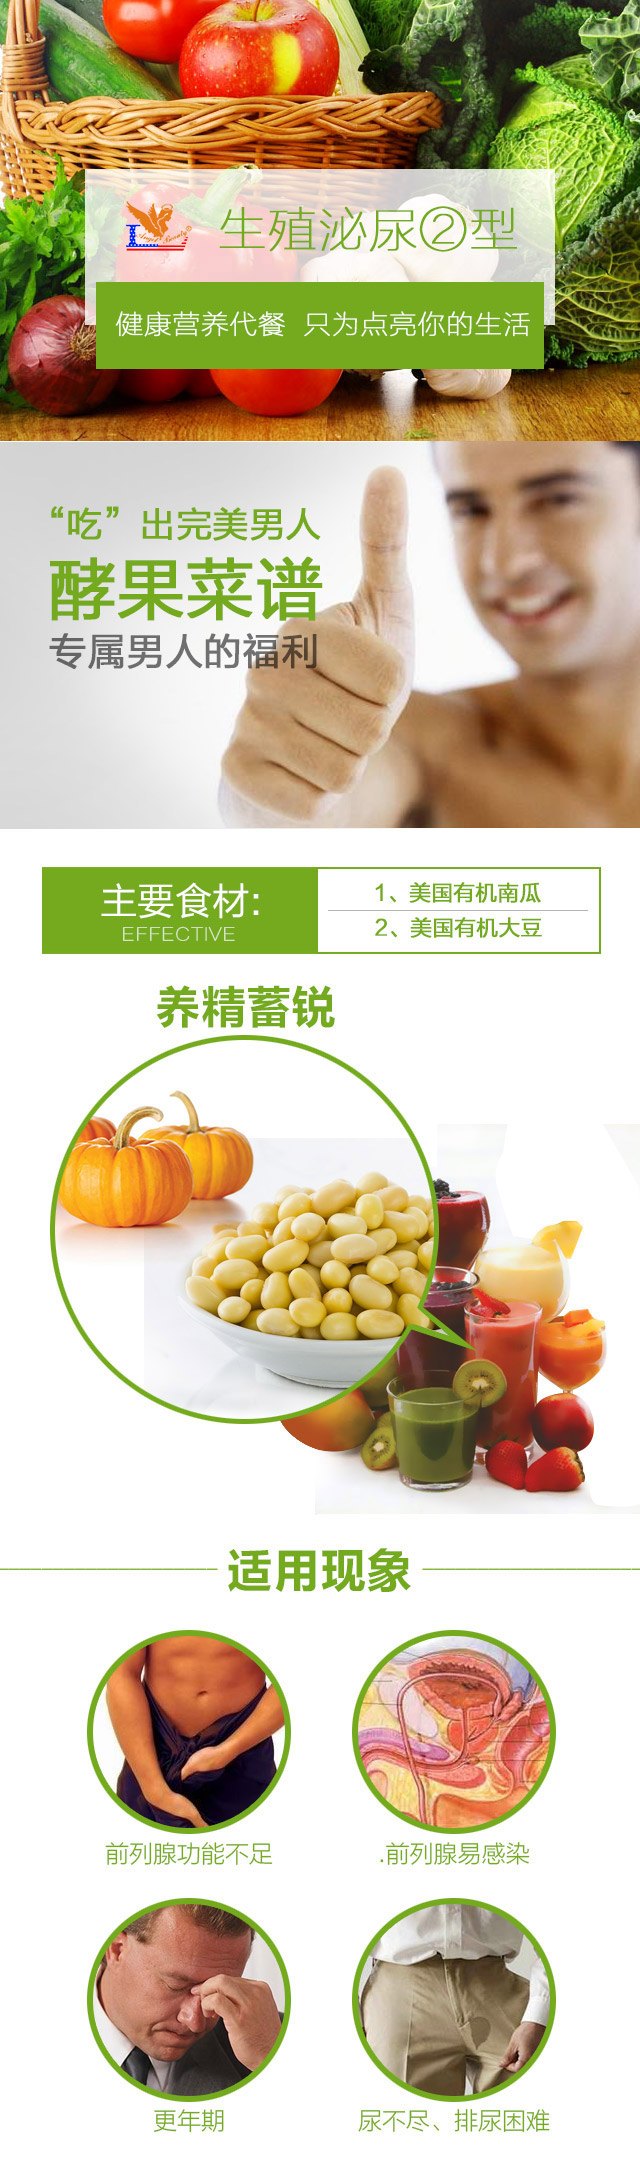 生殖泌尿②型
健康营养代餐 只为点亮你的生活
“吃”出完美男人
酵果菜谱
专属男人的福利
主要食材:
EFFECTIVE
1、美国有机南瓜
2、美国有机大豆
养精蓄锐
适用现象
前列腺功能不足
.前列腺易感染
更年期
尿不尽、排尿困难